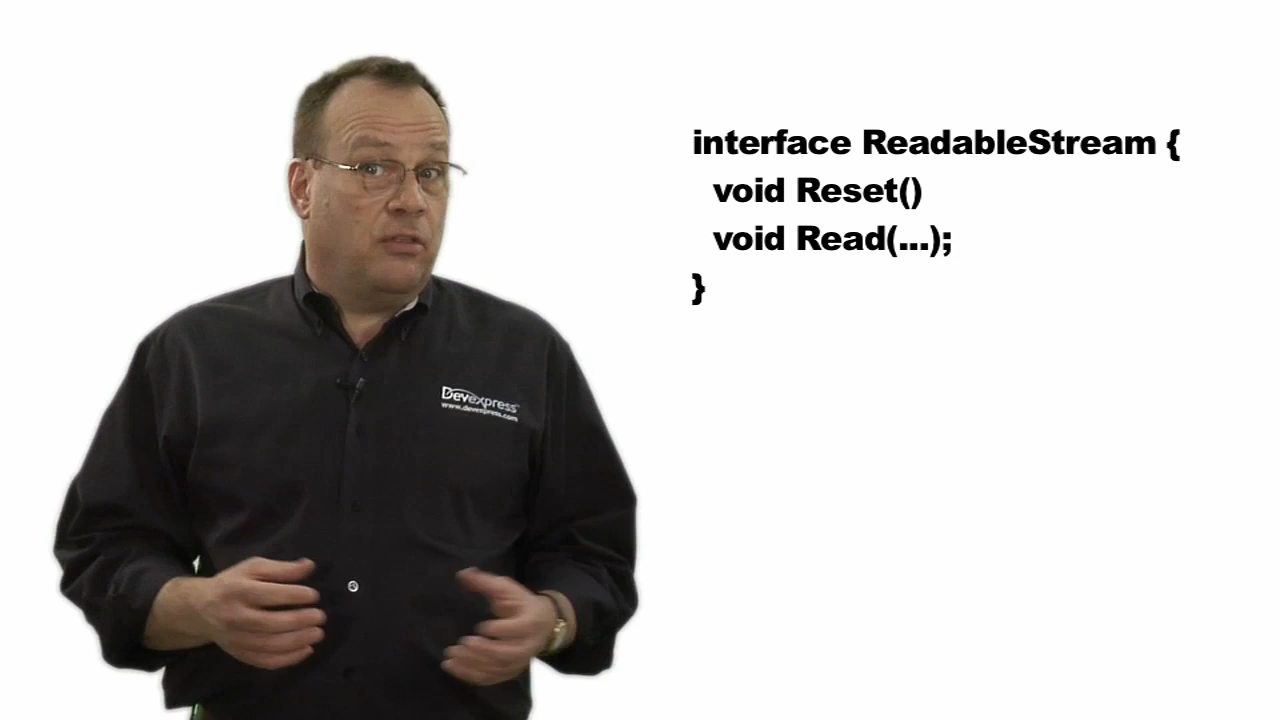 interface ReadableStream {
void Reset()
void Read(...);
}
Devexpress
www.devexpress.com